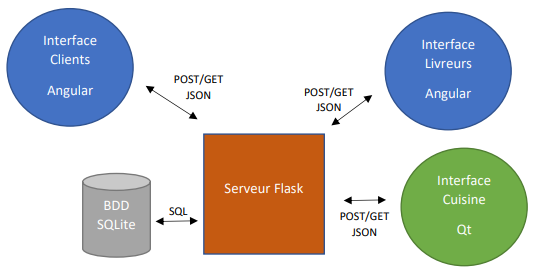 Interface
Clients
Angular
POST/GET
JSON
Interface
Livreurs
Angular
POST/GET
JSON
Serveur Flask
BDD
SQLite
SQL
POST/GET
JSON
Interface
Cuisine
Qt